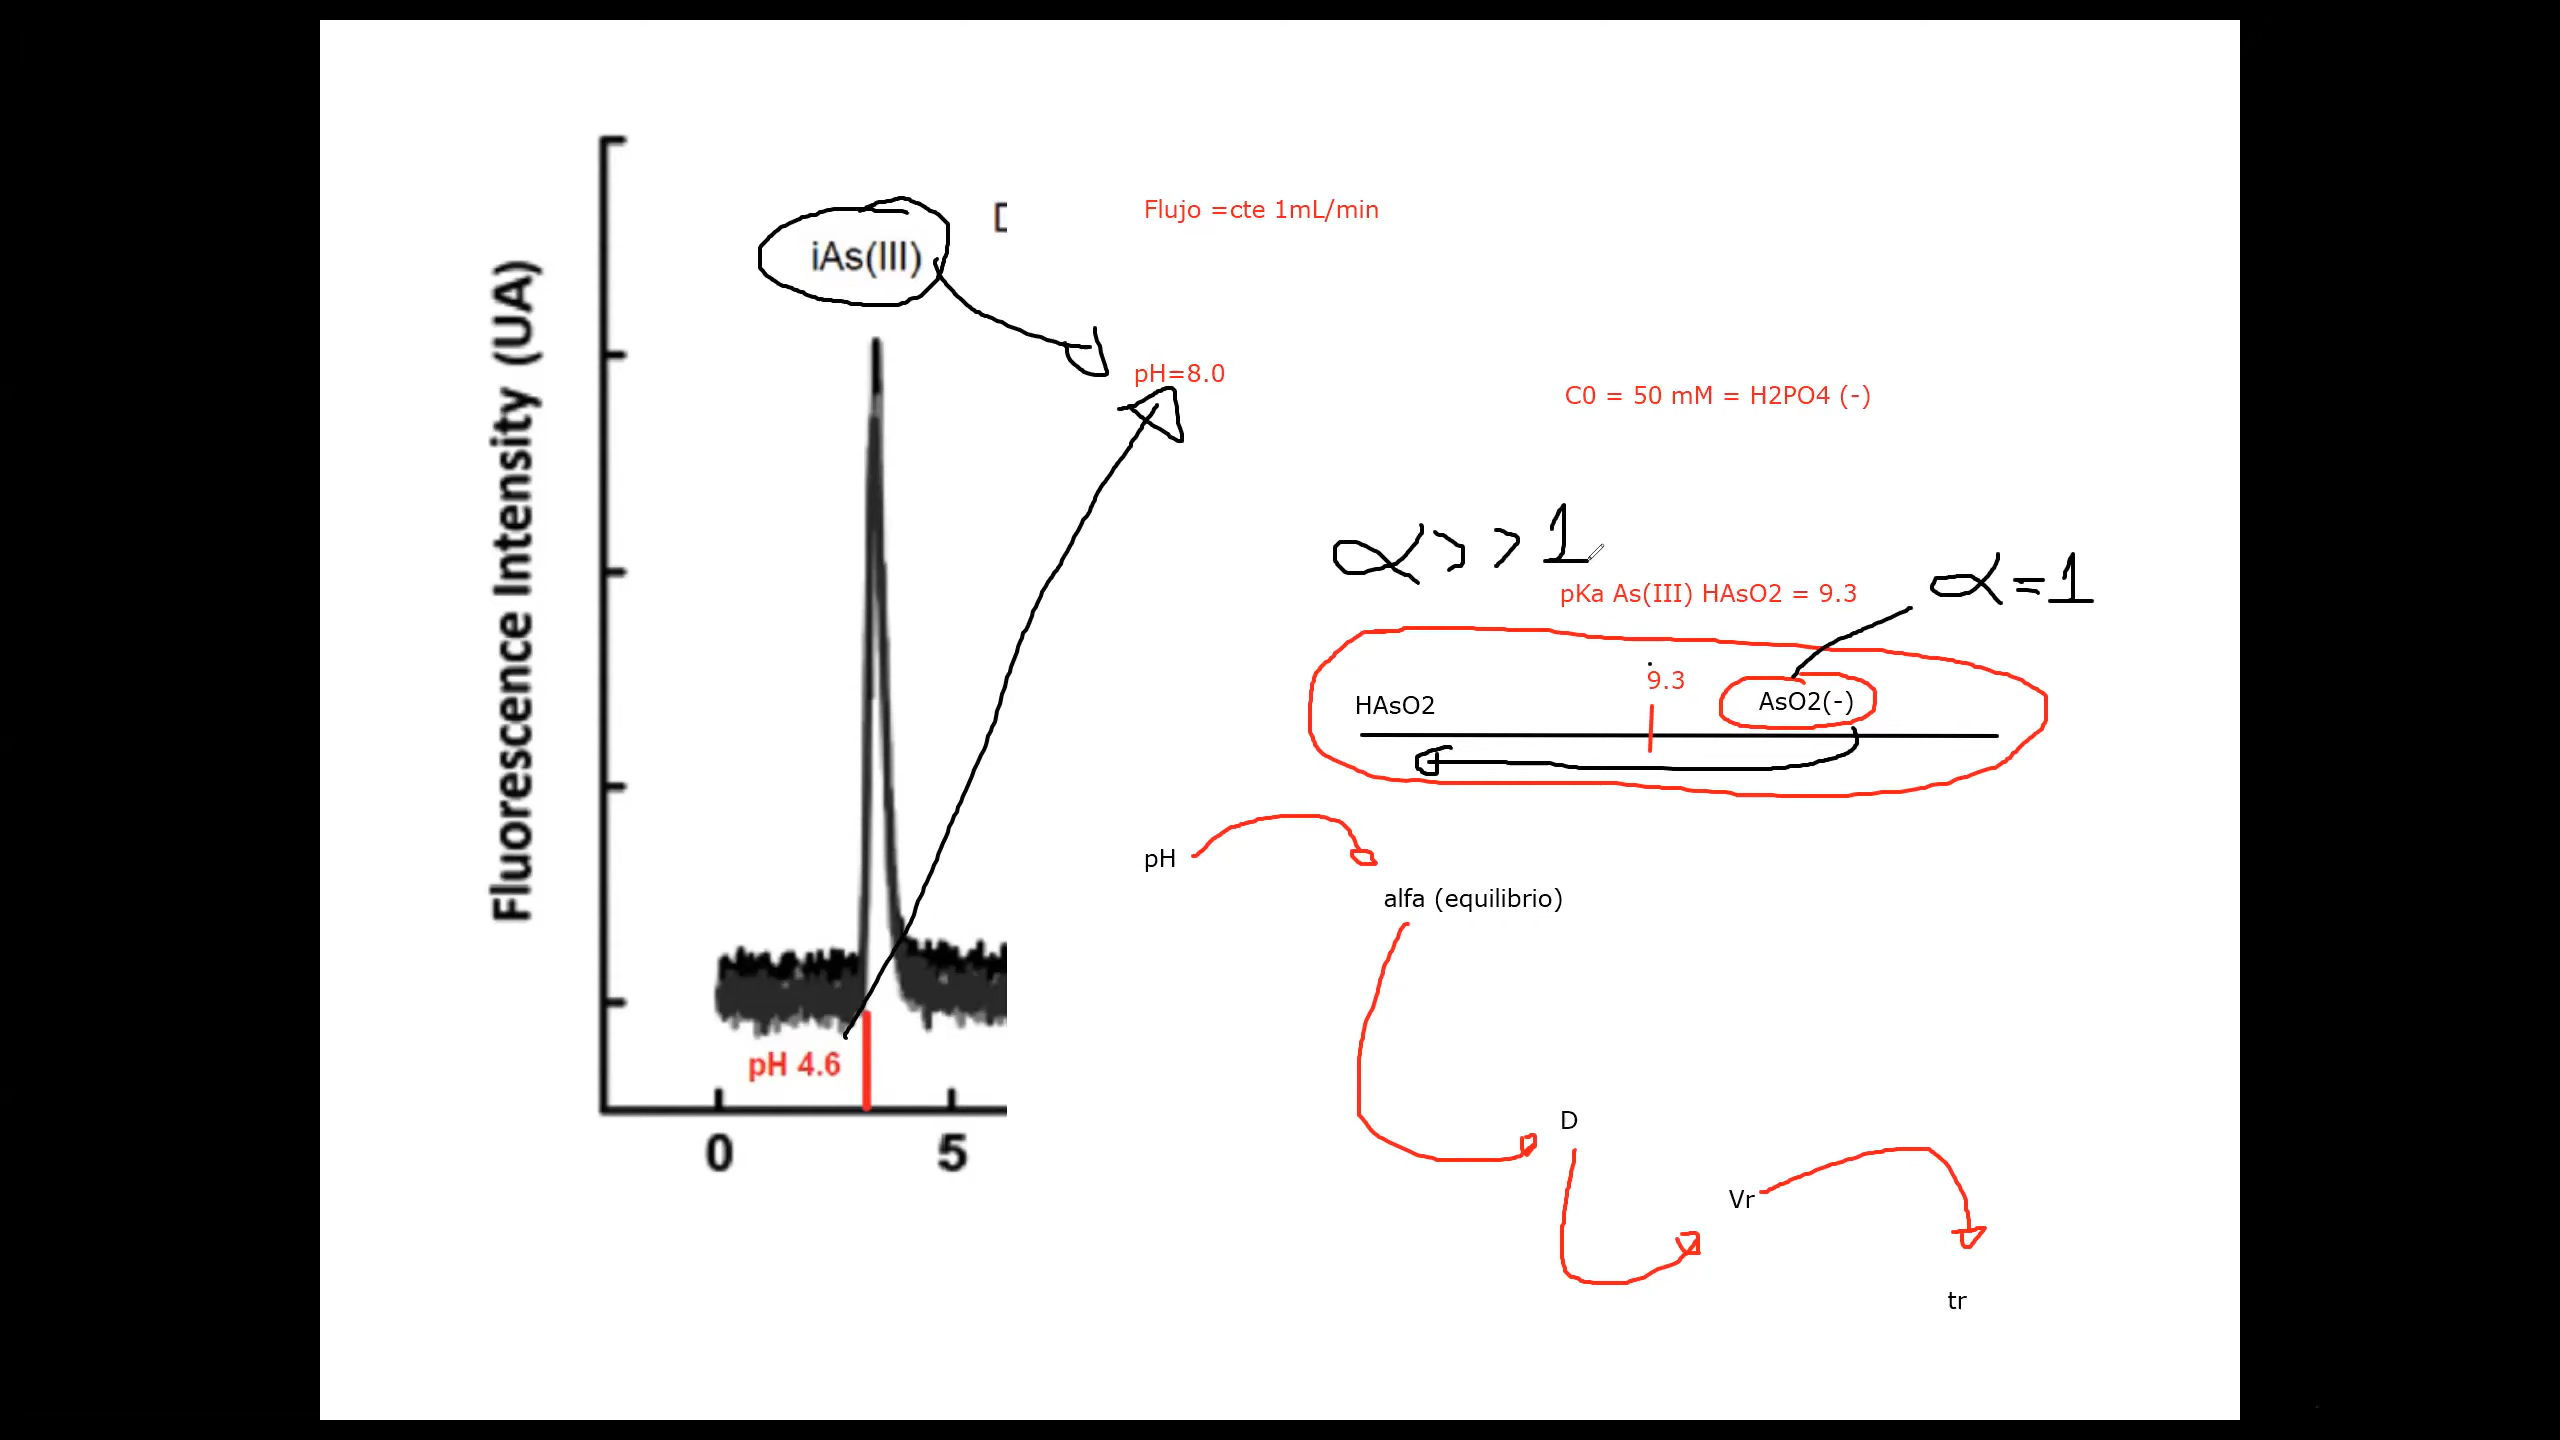 Fluorescence Intensity (UA)
iAs(III)
pH 4.6
0 5
Flujo =cte 1mL/min
pH=8.0
C0 = 50 mM = H2PO4 (-)
α>>1
pKa As(III) HAsO2 = 9.3
α=1
9.3
HAsO2
AsO2(-)
pH
alfa (equilibrio)
D
Vr
tr